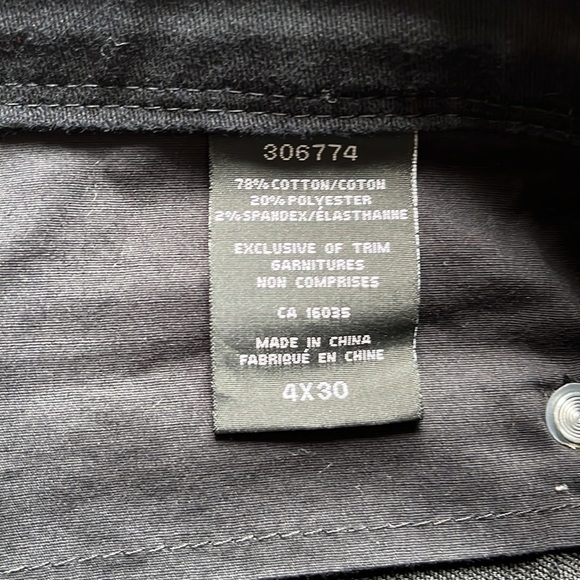 306774
78% COTTON/COTON
20% POLYESTER
2% SPANDEX/ÉLASTHANNE
EXCLUSIVE OF TRIM
GARNITURES
NON COMPRISES
CA 16035
MADE IN CHINA
FABRIQUÉ EN CHINE
4X30